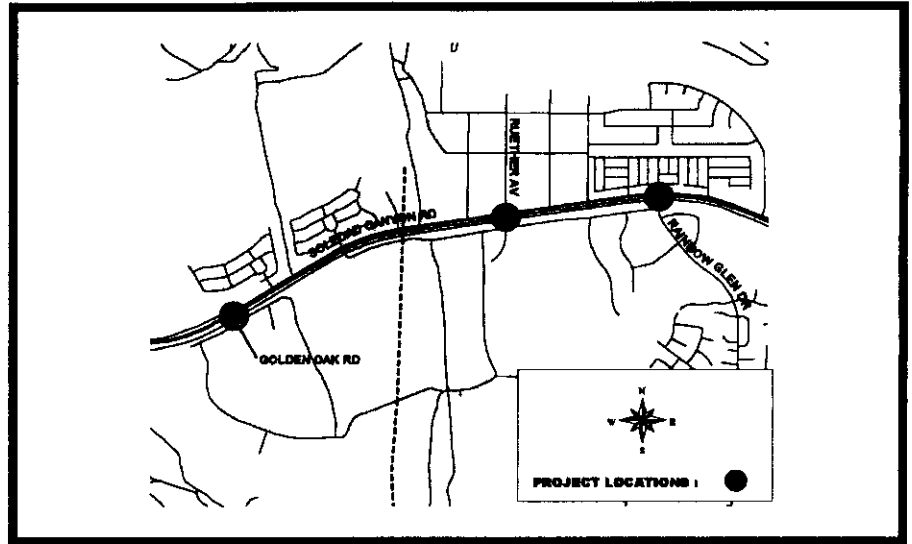 U
RUETHER AV
SOLEDAD CANYON RD
RAINBOW GLEN DR
GOLDEN OAK RD
N
W E
S
PROJECT LOCATIONS :